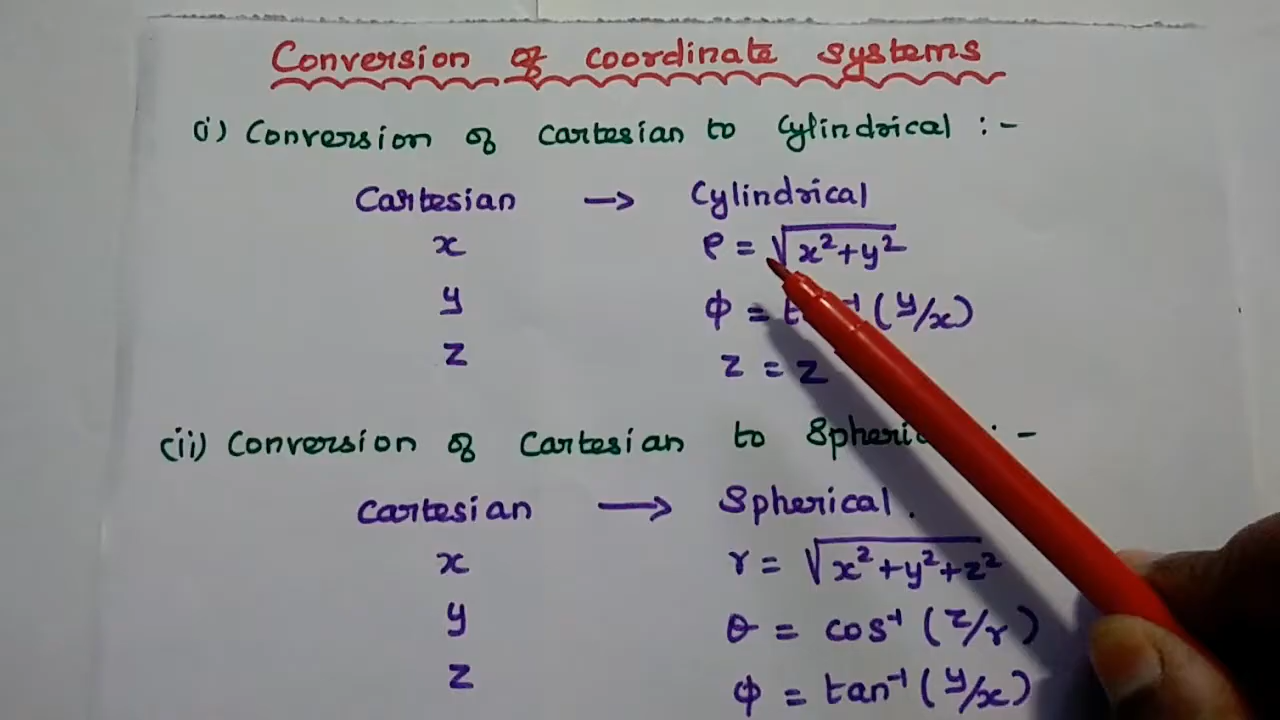 Conversion of coordinate systems
(i) Conversion of Cartesian to Cylindrical :-
Cartesian → Cylindrical
x ρ = √x²+y²
y ϕ = t⁻¹ (y/x)
z z = z
(ii) Conversion of Cartesian to :-
Cartesian → Spherical.
x r = √x²+y²+z²
y θ = cos⁻¹ (z/r)
z ϕ = tan⁻¹ (y/x)